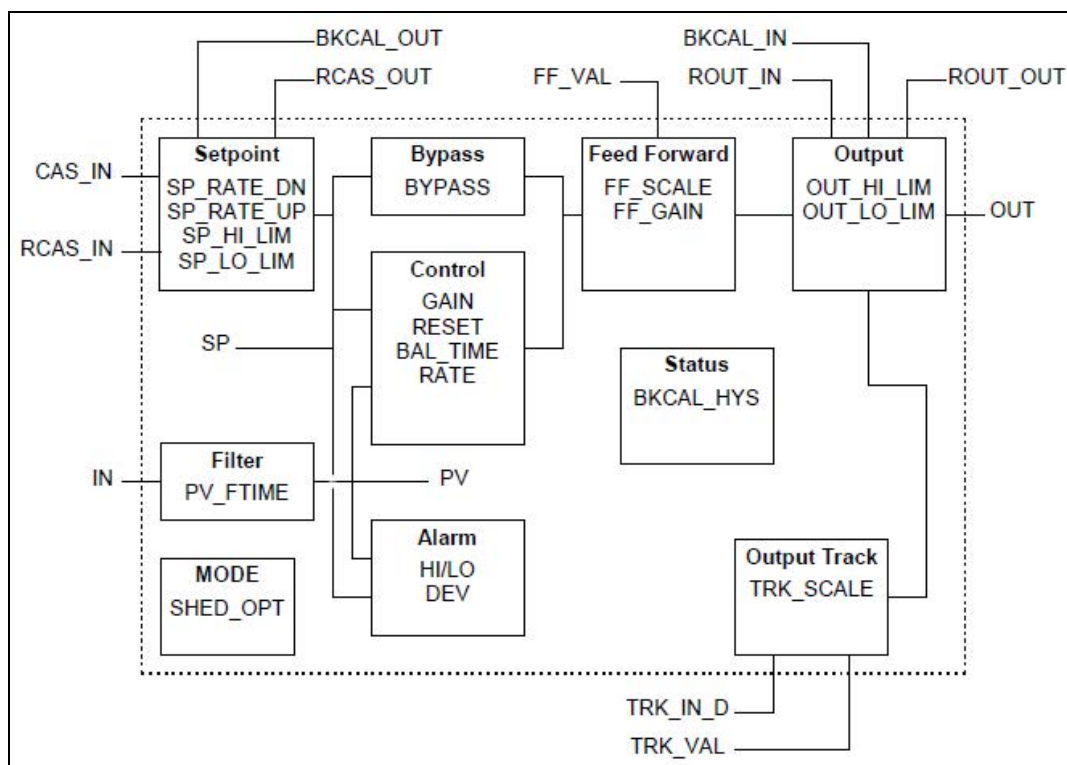 BKCAL_OUT
BKCAL_IN
RCAS_OUT
FF_VAL
ROUT_IN
ROUT_OUT
CAS_IN
RCAS_IN
Setpoint
SP_RATE_DN
SP_RATE_UP
SP_HI_LIM
SP_LO_LIM
Bypass
BYPASS
Feed Forward
FF_SCALE
FF_GAIN
Output
OUT_HI_LIM
OUT_LO_LIM
OUT
Control
GAIN
RESET
BAL_TIME
RATE
SP
Status
BKCAL_HYS
IN
Filter
PV_FTIME
PV
Alarm
HI/LO
DEV
MODE
SHED_OPT
Output Track
TRK_SCALE
TRK_IN_D
TRK_VAL